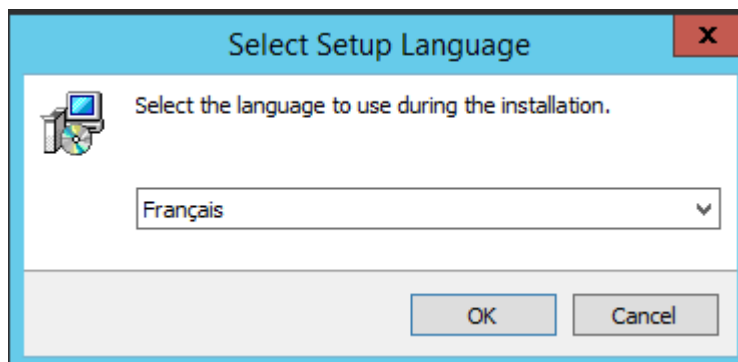 Select Setup Language
x
Select the language to use during the installation.
Français
OK
Cancel